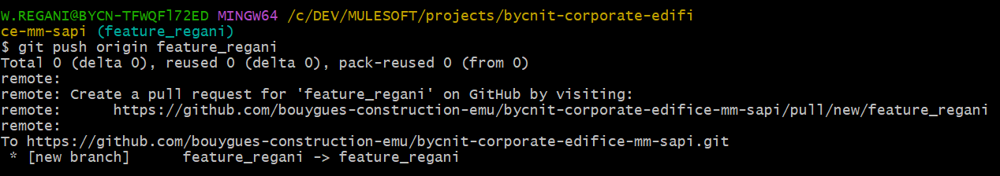 W.REGANI@BYCN-TFWQFl72ED MINGW64 /c/DEV/MULESOFT/projects/bycnit-corporate-edifi
ce-mm-sapi (feature_regani)
$ git push origin feature_regani
Total 0 (delta 0), reused 0 (delta 0), pack-reused 0 (from 0)
remote:
remote: Create a pull request for 'feature_regani' on GitHub by visiting:
remote:      https://github.com/bouygues-construction-emu/bycnit-corporate-edifice-mm-sapi/pull/new/feature_regani
remote:
To https://github.com/bouygues-construction-emu/bycnit-corporate-edifice-mm-sapi.git
 * [new branch]      feature_regani -> feature_regani